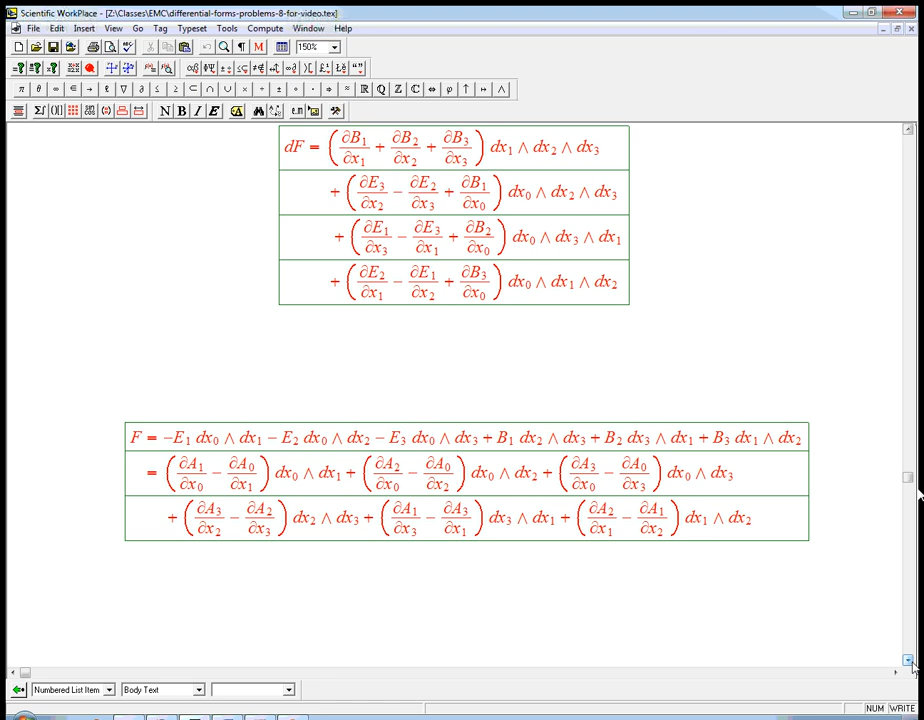 Scientific WorkPlace - [Z:\Classes\EMC\differential-forms-problems-8-for-video.tex]
File Edit Insert View Go Tag Typeset Tools Compute Window Help
150%
dF = (∂B₁/∂x₁ + ∂B₂/∂x₂ + ∂B₃/∂x₃) dx₁ ∧ dx₂ ∧ dx₃
+ (∂E₃/∂x₂ − ∂E₂/∂x₃ + ∂B₁/∂x₀) dx₀ ∧ dx₂ ∧ dx₃
+ (∂E₁/∂x₃ − ∂E₃/∂x₁ + ∂B₂/∂x₀) dx₀ ∧ dx₃ ∧ dx₁
+ (∂E₂/∂x₁ − ∂E₁/∂x₂ + ∂B₃/∂x₀) dx₀ ∧ dx₁ ∧ dx₂
F = −E₁ dx₀ ∧ dx₁ − E₂ dx₀ ∧ dx₂ − E₃ dx₀ ∧ dx₃ + B₁ dx₂ ∧ dx₃ + B₂ dx₃ ∧ dx₁ + B₃ dx₁ ∧ dx₂
= (∂A₁/∂x₀ − ∂A₀/∂x₁) dx₀ ∧ dx₁ + (∂A₂/∂x₀ − ∂A₀/∂x₂) dx₀ ∧ dx₂ + (∂A₃/∂x₀ − ∂A₀/∂x₃) dx₀ ∧ dx₃
+ (∂A₃/∂x₂ − ∂A₂/∂x₃) dx₂ ∧ dx₃ + (∂A₁/∂x₃ − ∂A₃/∂x₁) dx₃ ∧ dx₁ + (∂A₂/∂x₁ − ∂A₁/∂x₂) dx₁ ∧ dx₂
Numbered List Item Body Text
NUM WRITE